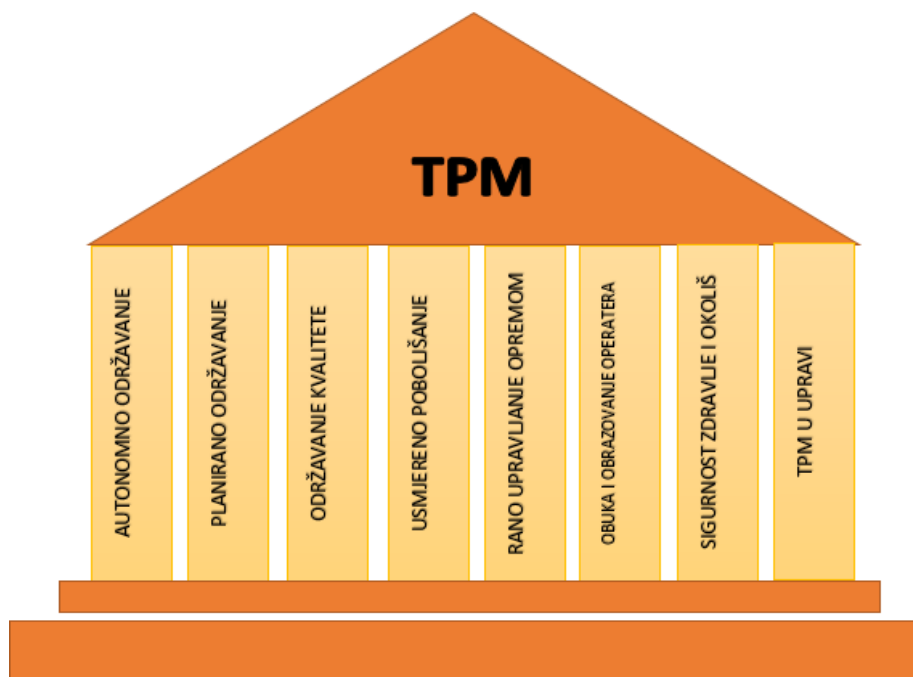 TPM
AUTONOMNO ODRŽAVANJE
PLANIRANO ODRŽAVANJE
ODRŽAVANJE KVALITETE
USMJERENO POBOLIŠANJE
RANO UPRAVLJANJE OPREMOM
OBUKA I OBRAZOVANJE OPERATERA
SIGURNOST ZDRAVLJE I OKOLIŠ
TPM U UPRAVI